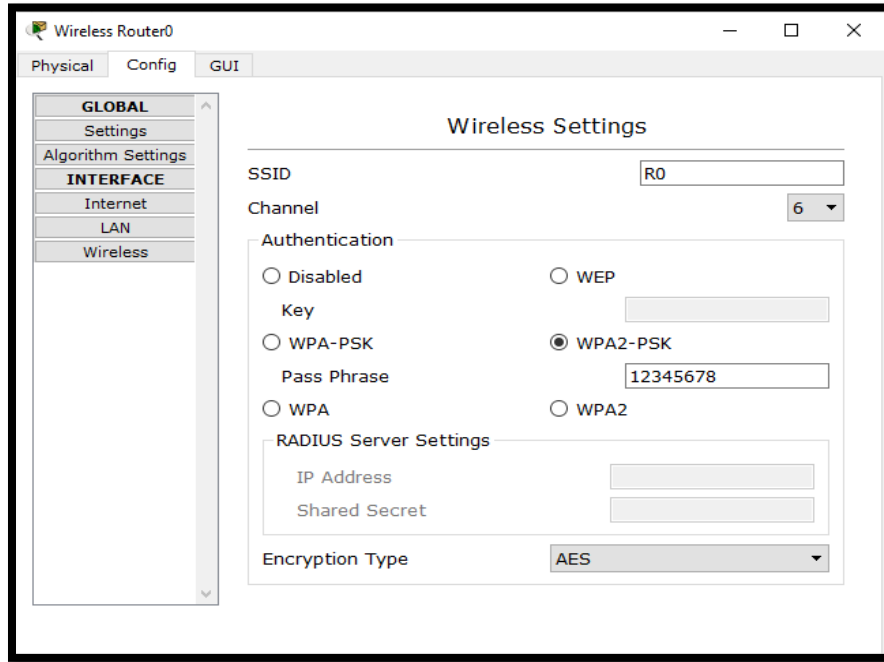 Wireless Router0
Physical Config GUI
GLOBAL
Settings
Algorithm Settings
INTERFACE
Internet
LAN
Wireless
Wireless Settings
SSID R0
Channel 6
Authentication
Disabled WEP
Key
WPA-PSK WPA2-PSK
Pass Phrase 12345678
WPA WPA2
RADIUS Server Settings
IP Address
Shared Secret
Encryption Type AES